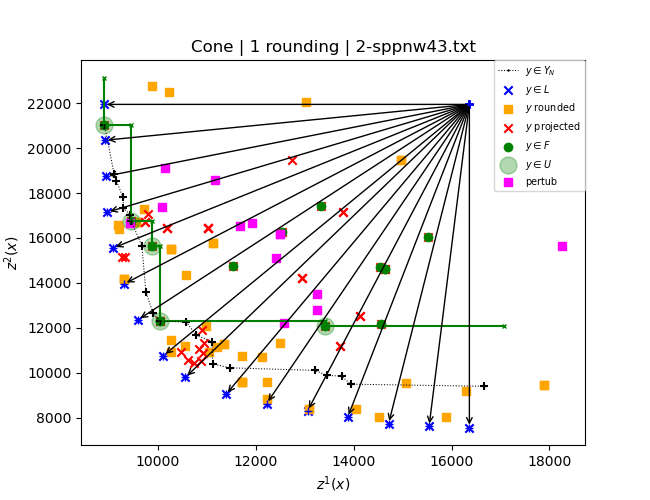 Cone | 1 rounding | 2-sppnw43.txt
z²(x)
22000
20000
18000
16000
14000
12000
10000
8000
10000 12000 14000 16000 18000
z¹(x)
y ∈ Y_N
y ∈ L
y rounded
y projected
y ∈ F
y ∈ U
pertub